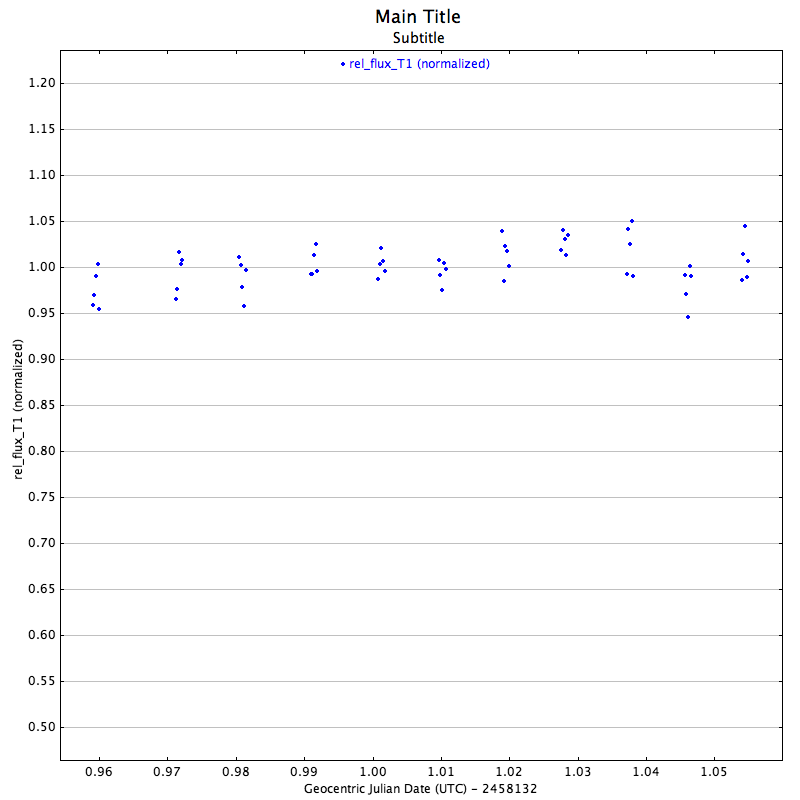 Main Title
Subtitle
rel_flux_T1 (normalized)
1.20
1.15
1.10
1.05
1.00
0.95
0.90
0.85
0.80
0.75
0.70
0.65
0.60
0.55
0.50
rel_flux_T1 (normalized)
0.96 0.97 0.98 0.99 1.00 1.01 1.02 1.03 1.04 1.05
Geocentric Julian Date (UTC) - 2458132